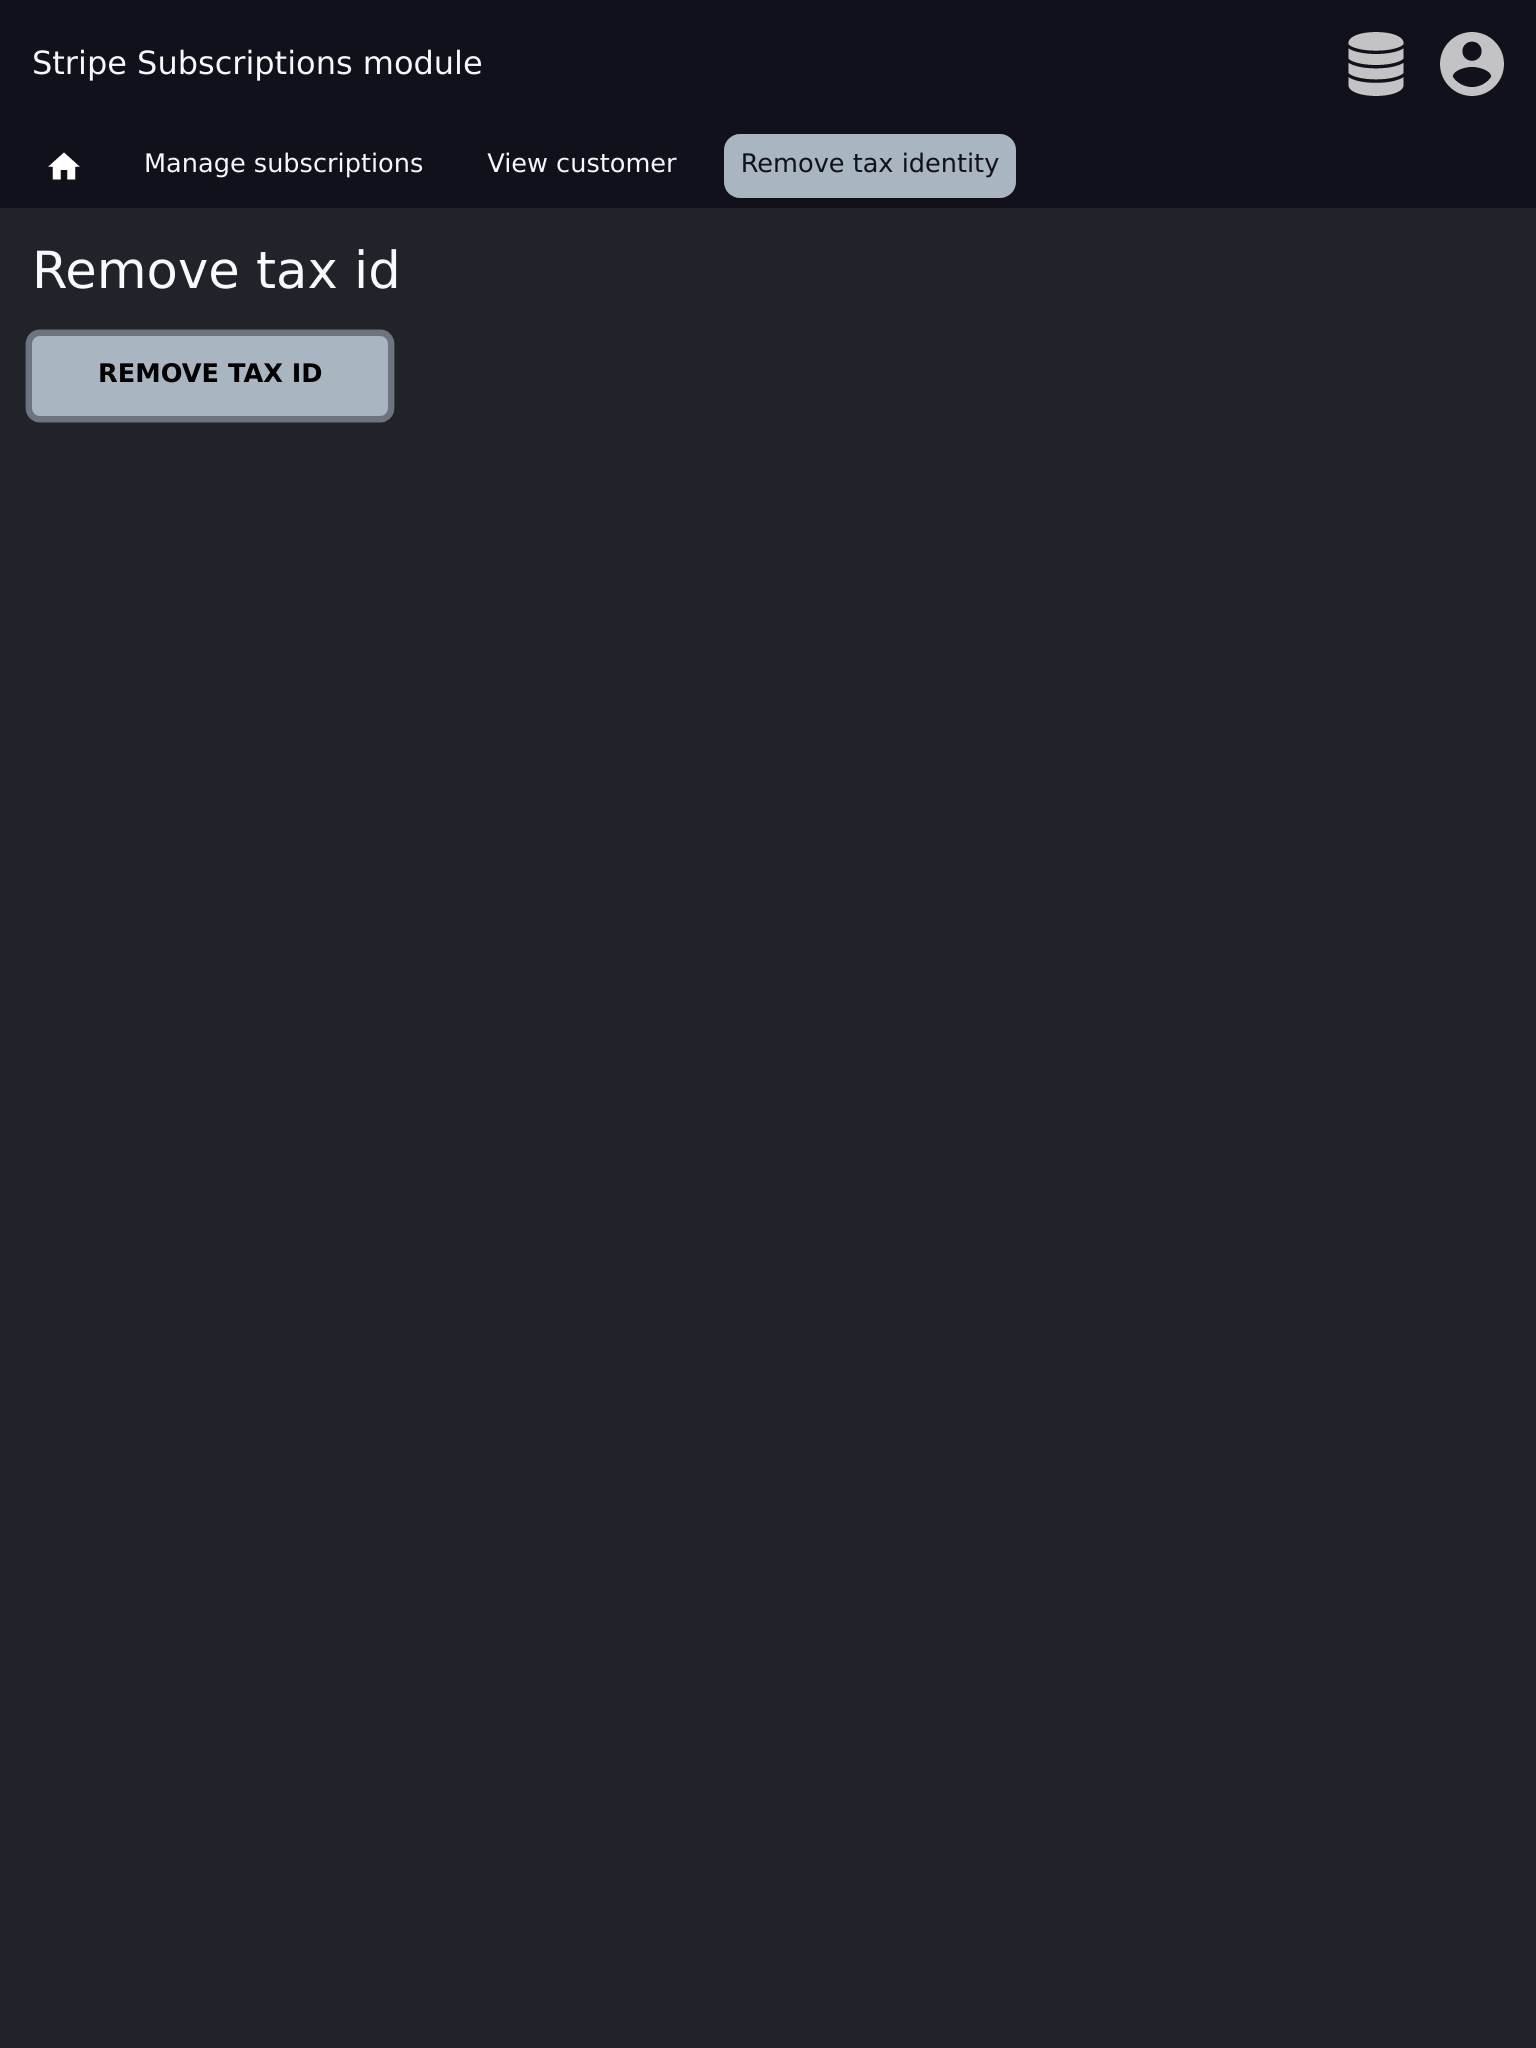 Stripe Subscriptions module
Manage subscriptions View customer Remove tax identity
Remove tax id
REMOVE TAX ID